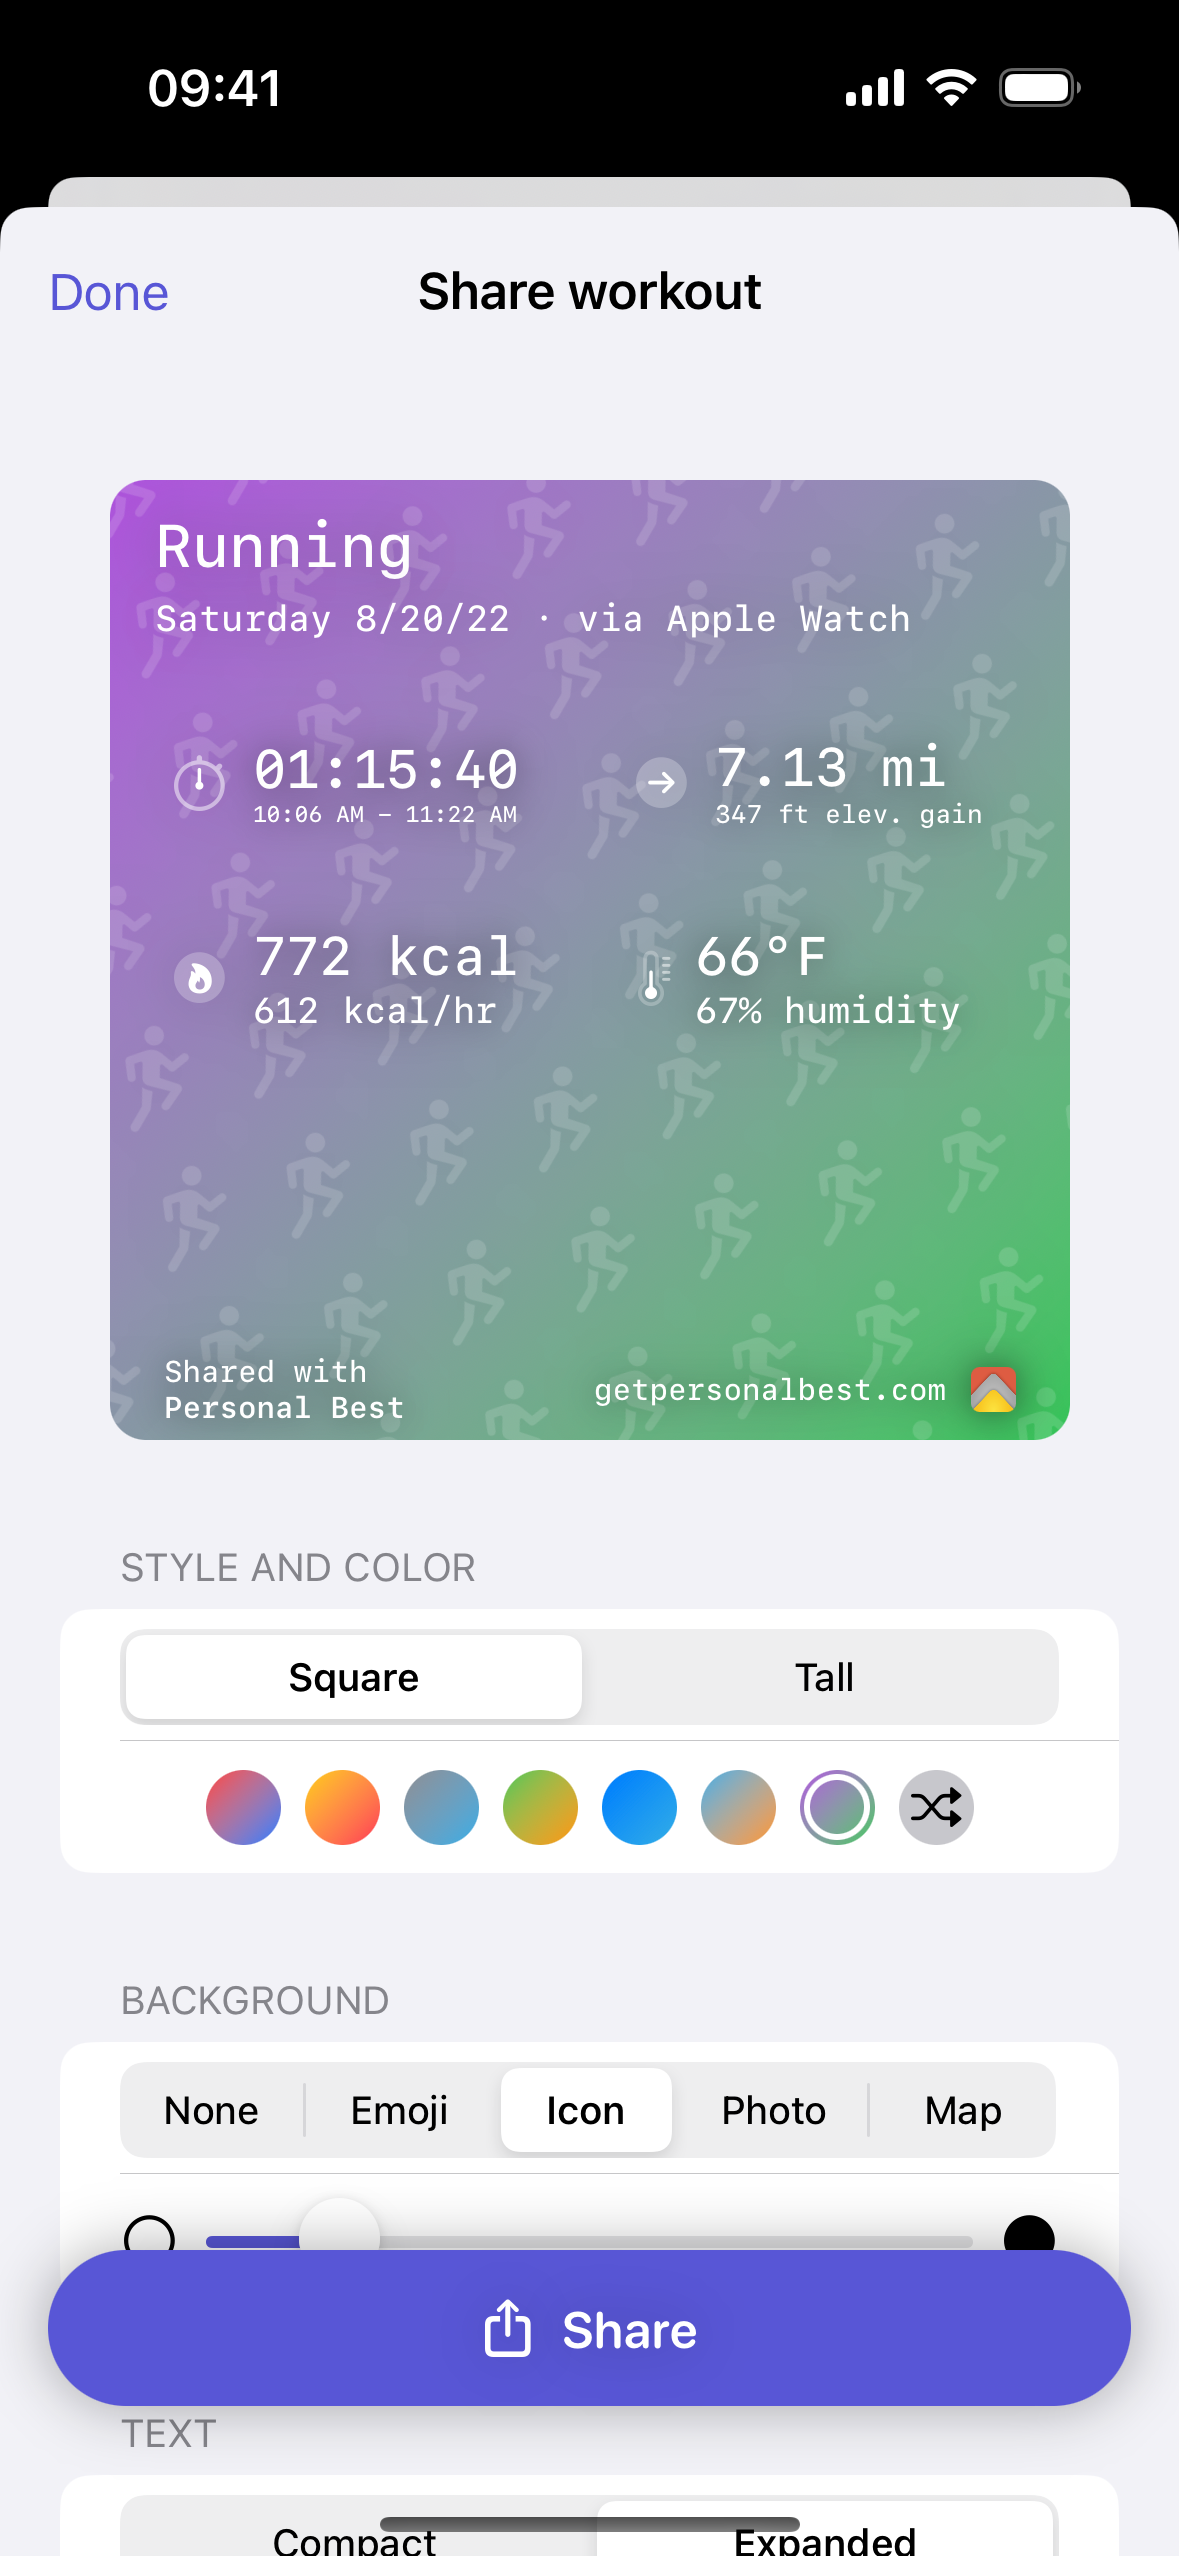 09:41
Done
Share workout
Running
Saturday 8/20/22 · via Apple Watch
01:15:40
10:06 AM – 11:22 AM
7.13 mi
347 ft elev. gain
772 kcal
612 kcal/hr
66°F
67% humidity
Shared with
Personal Best
getpersonalbest.com
STYLE AND COLOR
Square
Tall
BACKGROUND
None
Emoji
Icon
Photo
Map
Share
TEXT
Compact
Expanded